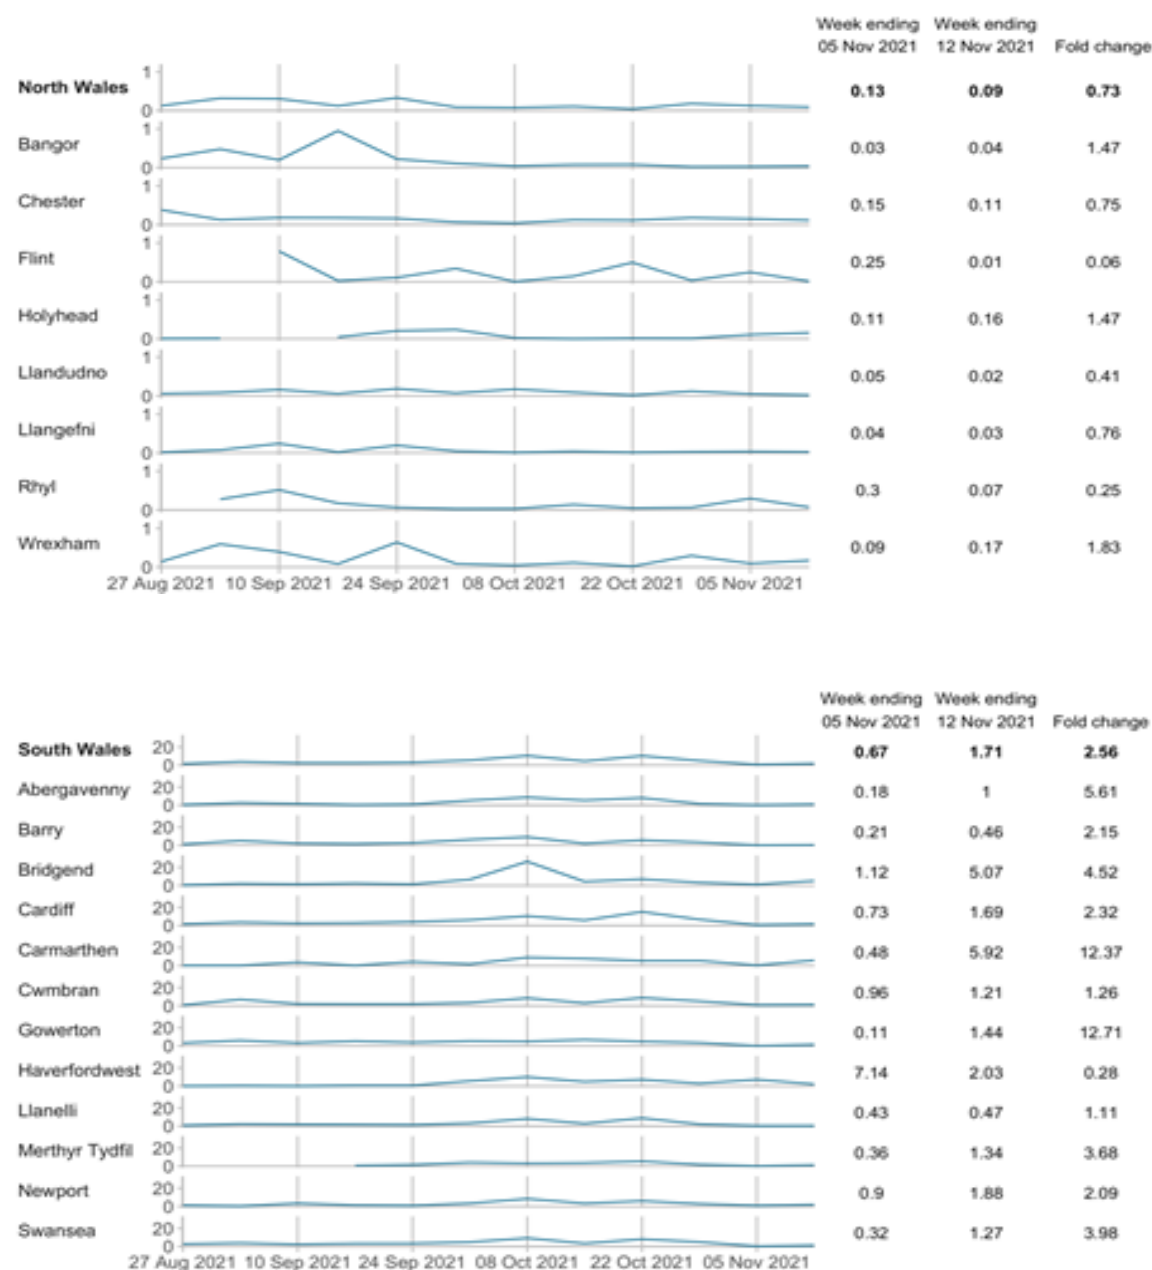 Week ending Week ending
05 Nov 2021 12 Nov 2021 Fold change
North Wales 1 0 0.13 0.09 0.73
Bangor 1 0 0.03 0.04 1.47
Chester 1 0 0.15 0.11 0.75
Flint 1 0 0.25 0.01 0.06
Holyhead 1 0 0.11 0.16 1.47
Llandudno 1 0 0.05 0.02 0.41
Llangefni 1 0 0.04 0.03 0.76
Rhyl 1 0 0.3 0.07 0.25
Wrexham 1 0 0.09 0.17 1.83
27 Aug 2021 10 Sep 2021 24 Sep 2021 08 Oct 2021 22 Oct 2021 05 Nov 2021
Week ending Week ending
05 Nov 2021 12 Nov 2021 Fold change
South Wales 20 0 0.67 1.71 2.56
Abergavenny 20 0 0.18 1 5.61
Barry 20 0 0.21 0.46 2.15
Bridgend 20 0 1.12 5.07 4.52
Cardiff 20 0 0.73 1.69 2.32
Carmarthen 20 0 0.48 5.92 12.37
Cwmbran 20 0 0.96 1.21 1.26
Gowerton 20 0 0.11 1.44 12.71
Haverfordwest 20 0 7.14 2.03 0.28
Llanelli 20 0 0.43 0.47 1.11
Merthyr Tydfil 20 0 0.36 1.34 3.68
Newport 20 0 0.9 1.88 2.09
Swansea 20 0 0.32 1.27 3.98
27 Aug 2021 10 Sep 2021 24 Sep 2021 08 Oct 2021 22 Oct 2021 05 Nov 2021